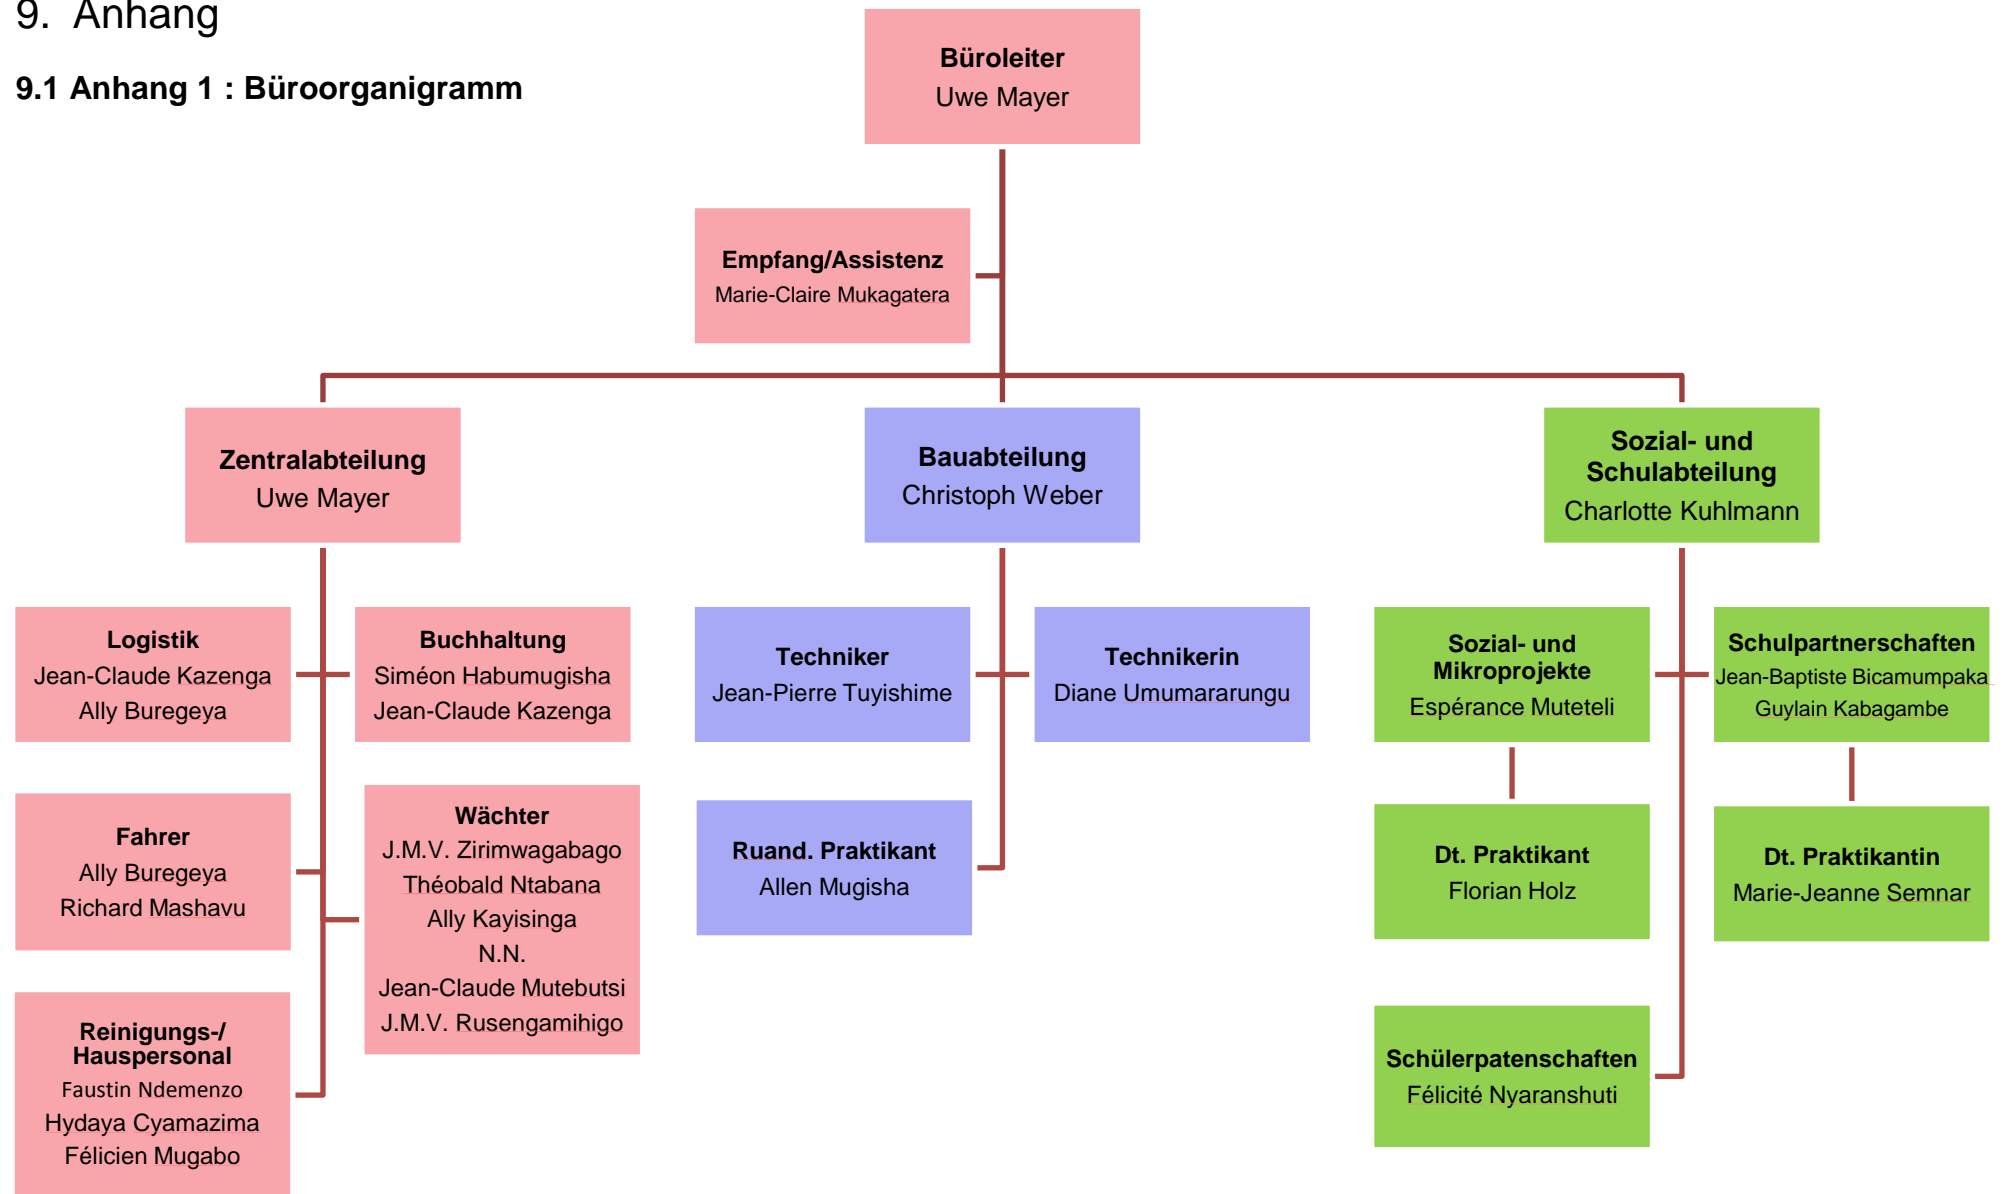 9. Anhang
9.1 Anhang 1 : Büroorganigramm
Büroleiter
Uwe Mayer
Empfang/Assistenz
Marie-Claire Mukagatera
Zentralabteilung
Uwe Mayer
Bauabteilung
Christoph Weber
Sozial- und
Schulabteilung
Charlotte Kuhlmann
Logistik
Jean-Claude Kazenga
Ally Buregeya
Buchhaltung
Siméon Habumugisha
Jean-Claude Kazenga
Techniker
Jean-Pierre Tuyishime
Technikerin
Diane Umumararungu
Sozial- und
Mikroprojekte
Espérance Muteteli
Schulpartnerschaften
Jean-Baptiste Bicamumpaka
Guylain Kabagambe
Fahrer
Ally Buregeya
Richard Mashavu
Wächter
J.M.V. Zirimwagabago
Théobald Ntabana
Ally Kayisinga
N.N.
Jean-Claude Mutebutsi
J.M.V. Rusengamihigo
Ruand. Praktikant
Allen Mugisha
Dt. Praktikant
Florian Holz
Dt. Praktikantin
Marie-Jeanne Semnar
Reinigungs-/
Hauspersonal
Faustin Ndemenzo
Hydaya Cyamazima
Félicien Mugabo
Schülerpatenschaften
Félicité Nyaranshuti